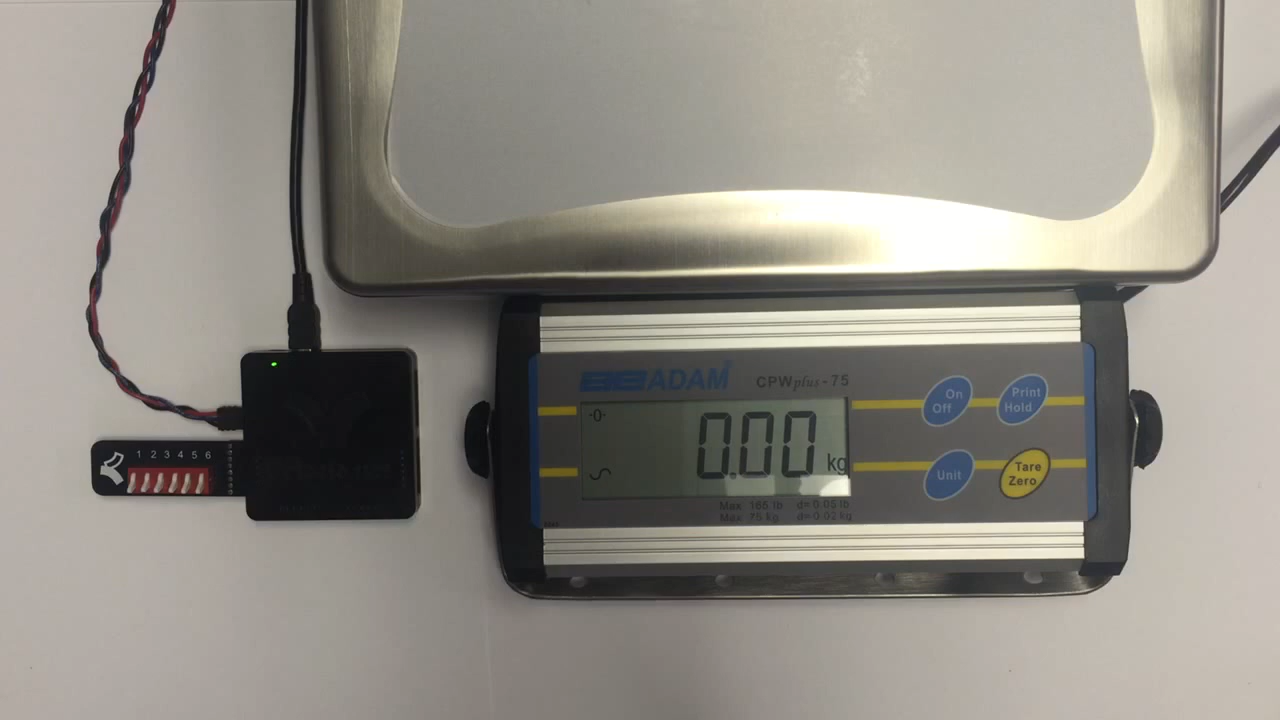 ADAM CPWplus-75
On
Off
Print
Hold
-0-
0.00 kg
Unit
Tare
Zero
Max 165 lb d=0.05 lb
Max 75 kg d=0.02 kg
1 2 3 4 5 6